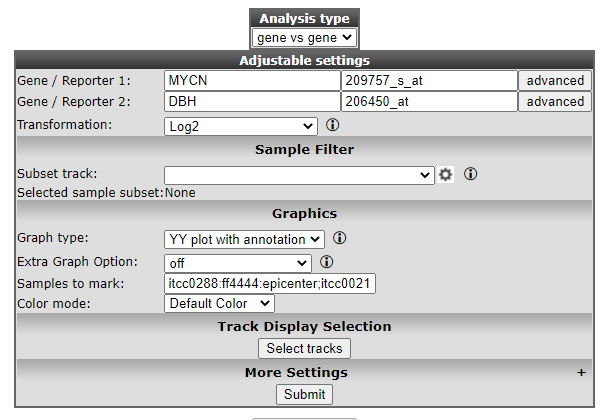 Analysis type
gene vs gene
Adjustable settings
Gene / Reporter 1: MYCN 209757_s_at advanced
Gene / Reporter 2: DBH 206450_at advanced
Transformation: Log2
Sample Filter
Subset track:
Selected sample subset:None
Graphics
Graph type: YY plot with annotation
Extra Graph Option: off
Samples to mark: itcc0288:ff4444:epicenter;itcc0021
Color mode: Default Color
Track Display Selection
Select tracks
More Settings +
Submit